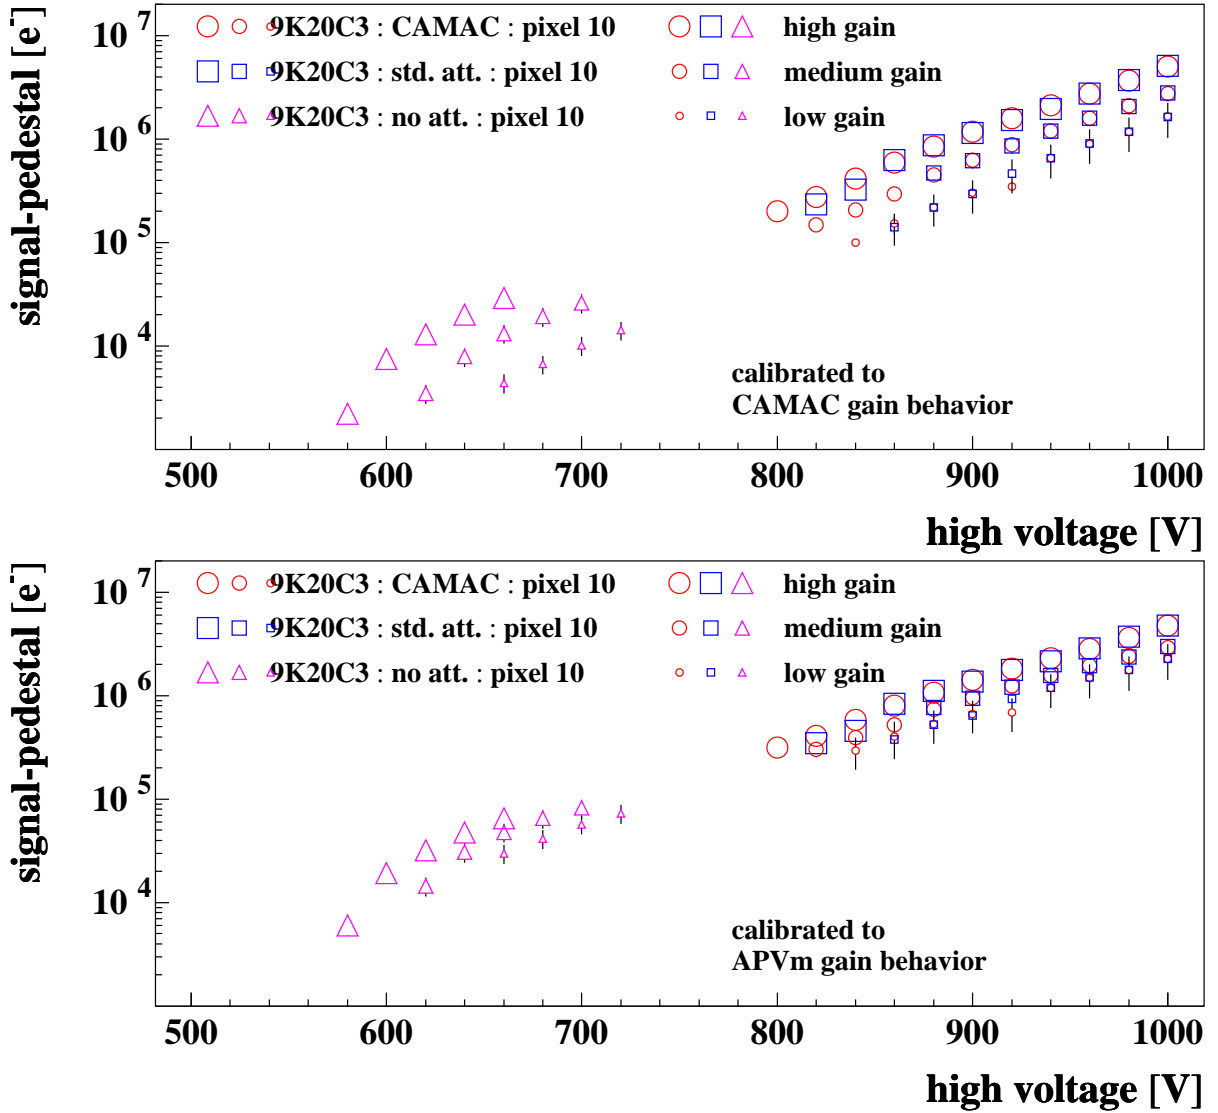 signal-pedestal [e⁻]
10 7
10 6
10 5
10 4
9K20C3 : CAMAC : pixel 10
9K20C3 : std. att. : pixel 10
9K20C3 : no att. : pixel 10
high gain
medium gain
low gain
calibrated to
CAMAC gain behavior
500 600 700 800 900 1000
high voltage [V]
signal-pedestal [e⁻]
10 7
10 6
10 5
10 4
9K20C3 : CAMAC : pixel 10
9K20C3 : std. att. : pixel 10
9K20C3 : no att. : pixel 10
high gain
medium gain
low gain
calibrated to
APVm gain behavior
500 600 700 800 900 1000
high voltage [V]